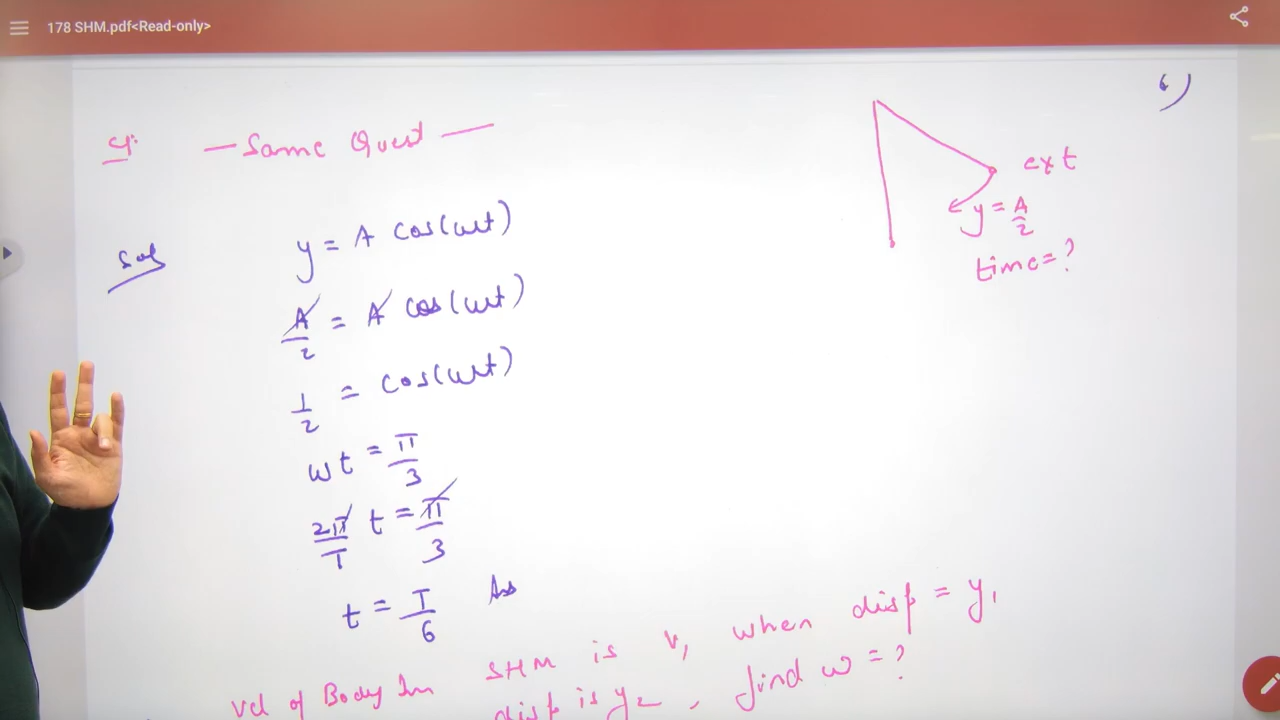 178 SHM.pdf<Read-only>
6)
Q: — Same Quest —
ext
y = A/2
time = ?
Sol
y = A cos(ωt)
A/2 = A cos(ωt)
1/2 = cos(ωt)
ωt = π/3
2π/T t = π/3
t = T/6 Ans
Vel of Body In SHM is v₁ when disp = y₁
disp is y₂, find ω = ?